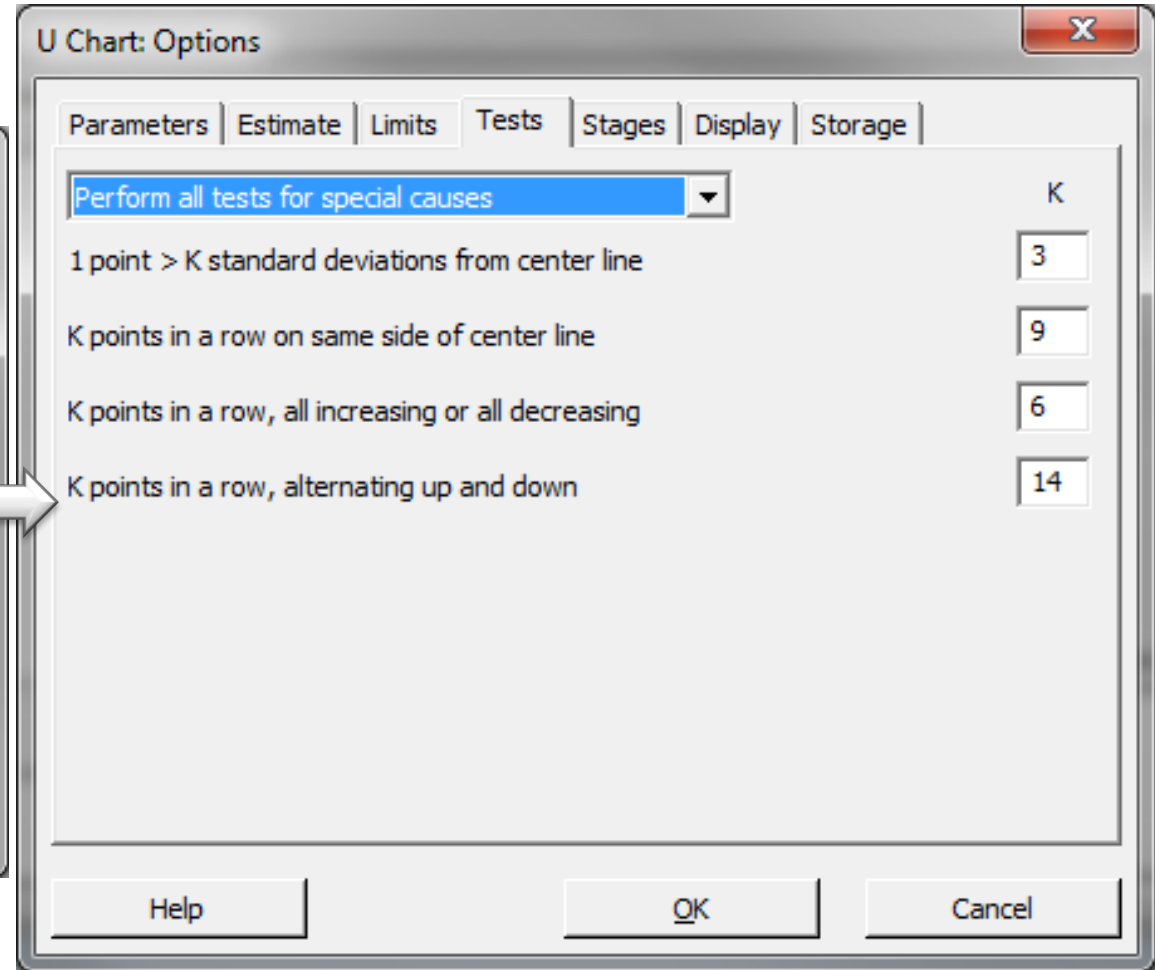 U Chart: Options
Parameters Estimate Limits Tests Stages Display Storage
Perform all tests for special causes K
1 point > K standard deviations from center line 3
K points in a row on same side of center line 9
K points in a row, all increasing or all decreasing 6
K points in a row, alternating up and down 14
Help OK Cancel